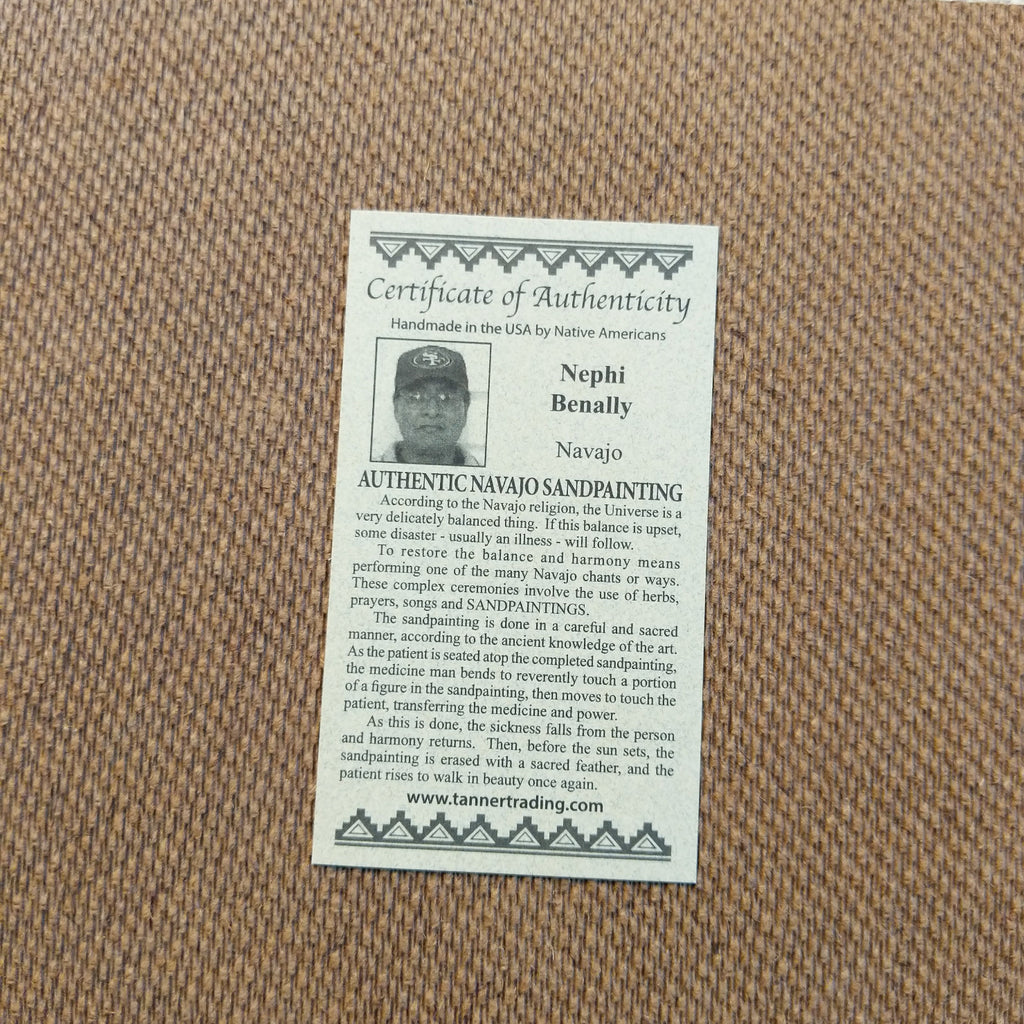 Certificate of Authenticity
Handmade in the USA by Native Americans
SF
Nephi
Benally
Navajo
AUTHENTIC NAVAJO SANDPAINTING
According to the Navajo religion, the Universe is a
very delicately balanced thing. If this balance is upset,
some disaster - usually an illness - will follow.
To restore the balance and harmony means
performing one of the many Navajo chants or ways.
These complex ceremonies involve the use of herbs,
prayers, songs and SANDPAINTINGS.
The sandpainting is done in a careful and sacred
manner, according to the ancient knowledge of the art.
As the patient is seated atop the completed sandpainting,
the medicine man bends to reverently touch a portion
of a figure in the sandpainting, then moves to touch the
patient, transferring the medicine and power.
As this is done, the sickness falls from the person
and harmony returns. Then, before the sun sets, the
sandpainting is erased with a sacred feather, and the
patient rises to walk in beauty once again.
www.tannertrading.com